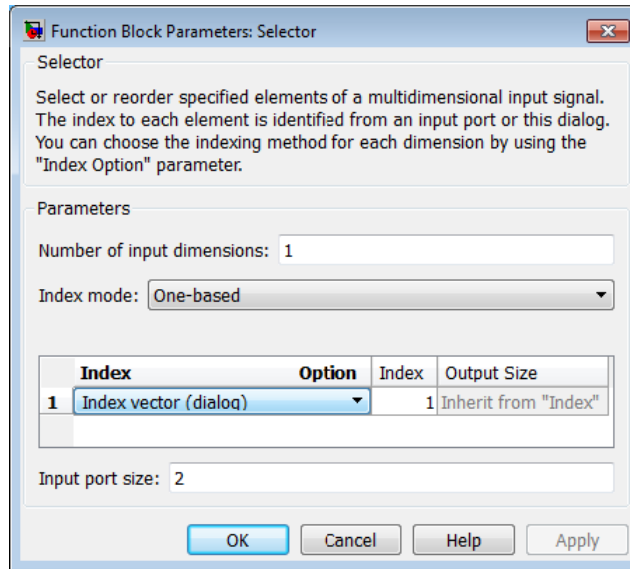 Function Block Parameters: Selector
Selector
Select or reorder specified elements of a multidimensional input signal.
The index to each element is identified from an input port or this dialog.
You can choose the indexing method for each dimension by using the
"Index Option" parameter.
Parameters
Number of input dimensions: 1
Index mode: One-based
Index Option Index Output Size
1 Index vector (dialog) 1 Inherit from "Index"
Input port size: 2
OK Cancel Help Apply